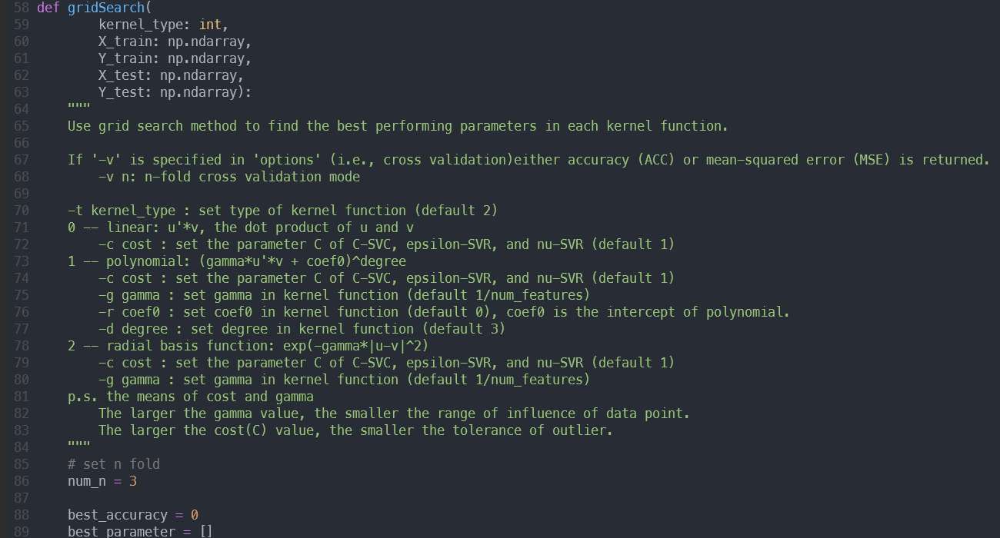 58 def gridSearch(
59         kernel_type: int,
60         X_train: np.ndarray,
61         Y_train: np.ndarray,
62         X_test: np.ndarray,
63         Y_test: np.ndarray):
64     """
65     Use grid search method to find the best performing parameters in each kernel function.
66
67     If '-v' is specified in 'options' (i.e., cross validation)either accuracy (ACC) or mean-squared error (MSE) is returned.
68         -v n: n-fold cross validation mode
69
70     -t kernel_type : set type of kernel function (default 2)
71     0 -- linear: u'*v, the dot product of u and v
72         -c cost : set the parameter C of C-SVC, epsilon-SVR, and nu-SVR (default 1)
73     1 -- polynomial: (gamma*u'*v + coef0)^degree
74         -c cost : set the parameter C of C-SVC, epsilon-SVR, and nu-SVR (default 1)
75         -g gamma : set gamma in kernel function (default 1/num_features)
76         -r coef0 : set coef0 in kernel function (default 0), coef0 is the intercept of polynomial.
77         -d degree : set degree in kernel function (default 3)
78     2 -- radial basis function: exp(-gamma*|u-v|^2)
79         -c cost : set the parameter C of C-SVC, epsilon-SVR, and nu-SVR (default 1)
80         -g gamma : set gamma in kernel function (default 1/num_features)
81     p.s. the means of cost and gamma
82         The larger the gamma value, the smaller the range of influence of data point.
83         The larger the cost(C) value, the smaller the tolerance of outlier.
84     """
85     # set n fold
86     num_n = 3
87
88     best_accuracy = 0
89     best_parameter = []